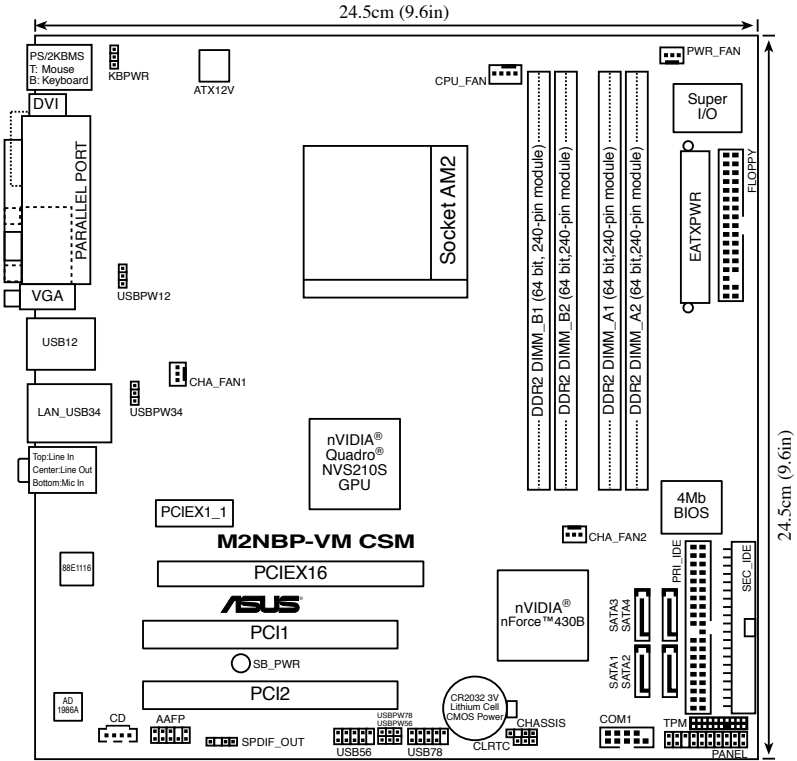 24.5cm (9.6in)
PS/2KBMS
T: Mouse
B: Keyboard
KBPWR
ATX12V
CPU_FAN
PWR_FAN
Super
I/O
DVI
PARALLEL PORT
Socket AM2
DDR2 DIMM_B1 (64 bit, 240-pin module)
DDR2 DIMM_B2 (64 bit,240-pin module)
DDR2 DIMM_A1 (64 bit,240-pin module)
DDR2 DIMM_A2 (64 bit,240-pin module)
EATXPWR
FLOPPY
VGA
USBPW12
USB12
CHA_FAN1
LAN_USB34
USBPW34
Top:Line In
Center:Line Out
Bottom:Mic In
nVIDIA®
Quadro®
NVS210S
GPU
24.5cm (9.6in)
4Mb
BIOS
PCIEX1_1
M2NBP-VM CSM
CHA_FAN2
PRI_IDE
SEC_IDE
88E1116
PCIEX16
ASUS®
nVIDIA®
nForce™430B
SATA3
SATA4
PCI1
SB_PWR
SATA1
SATA2
PCI2
AD
1986A
CR2032 3V
Lithium Cell
CMOS Power
CD
AAFP
SPDIF_OUT
USBPW78
USBPW56
USB56
USB78
CHASSIS
CLRTC
COM1
TPM
PANEL